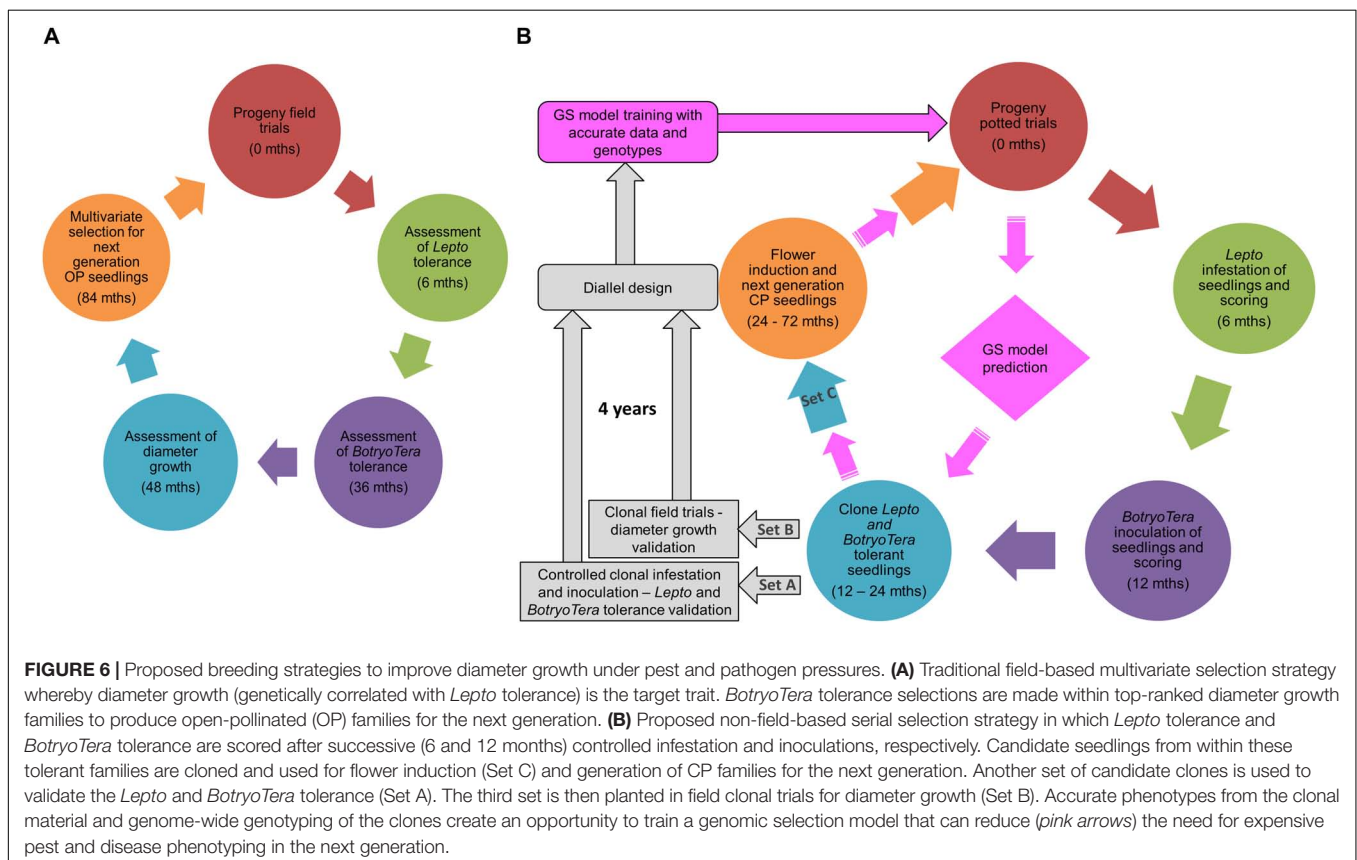 A
Progeny field
trials
(0 mths)
Assessment
of Lepto
tolerance
(6 mths)
Assessment
of BotryoTera
tolerance
(36 mths)
Assessment of
diameter
growth
(48 mths)
Multivariate
selection for
next
generation
OP seedlings
(84 mths)
B
GS model training with
accurate data and
genotypes
Progeny
potted trials
(0 mths)
Lepto
infestation of
seedlings and
scoring
(6 mths)
BotryoTera
inoculation of
seedlings and
scoring
(12 mths)
Clone Lepto
and
BotryoTera
tolerant
seedlings
(12 – 24 mths)
Set C
Flower
induction and
next generation
CP seedlings
(24 - 72 mths)
GS model
prediction
Diallel design
4 years
Clonal field trials -
diameter growth
validation
Set B
Controlled clonal infestation
and inoculation – Lepto and
BotryoTera tolerance validation
Set A
FIGURE 6 | Proposed breeding strategies to improve diameter growth under pest and pathogen pressures. (A) Traditional field-based multivariate selection strategy
whereby diameter growth (genetically correlated with Lepto tolerance) is the target trait. BotryoTera tolerance selections are made within top-ranked diameter growth
families to produce open-pollinated (OP) families for the next generation. (B) Proposed non-field-based serial selection strategy in which Lepto tolerance and
BotryoTera tolerance are scored after successive (6 and 12 months) controlled infestation and inoculations, respectively. Candidate seedlings from within these
tolerant families are cloned and used for flower induction (Set C) and generation of CP families for the next generation. Another set of candidate clones is used to
validate the Lepto and BotryoTera tolerance (Set A). The third set is then planted in field clonal trials for diameter growth (Set B). Accurate phenotypes from the clonal
material and genome-wide genotyping of the clones create an opportunity to train a genomic selection model that can reduce (pink arrows) the need for expensive
pest and disease phenotyping in the next generation.